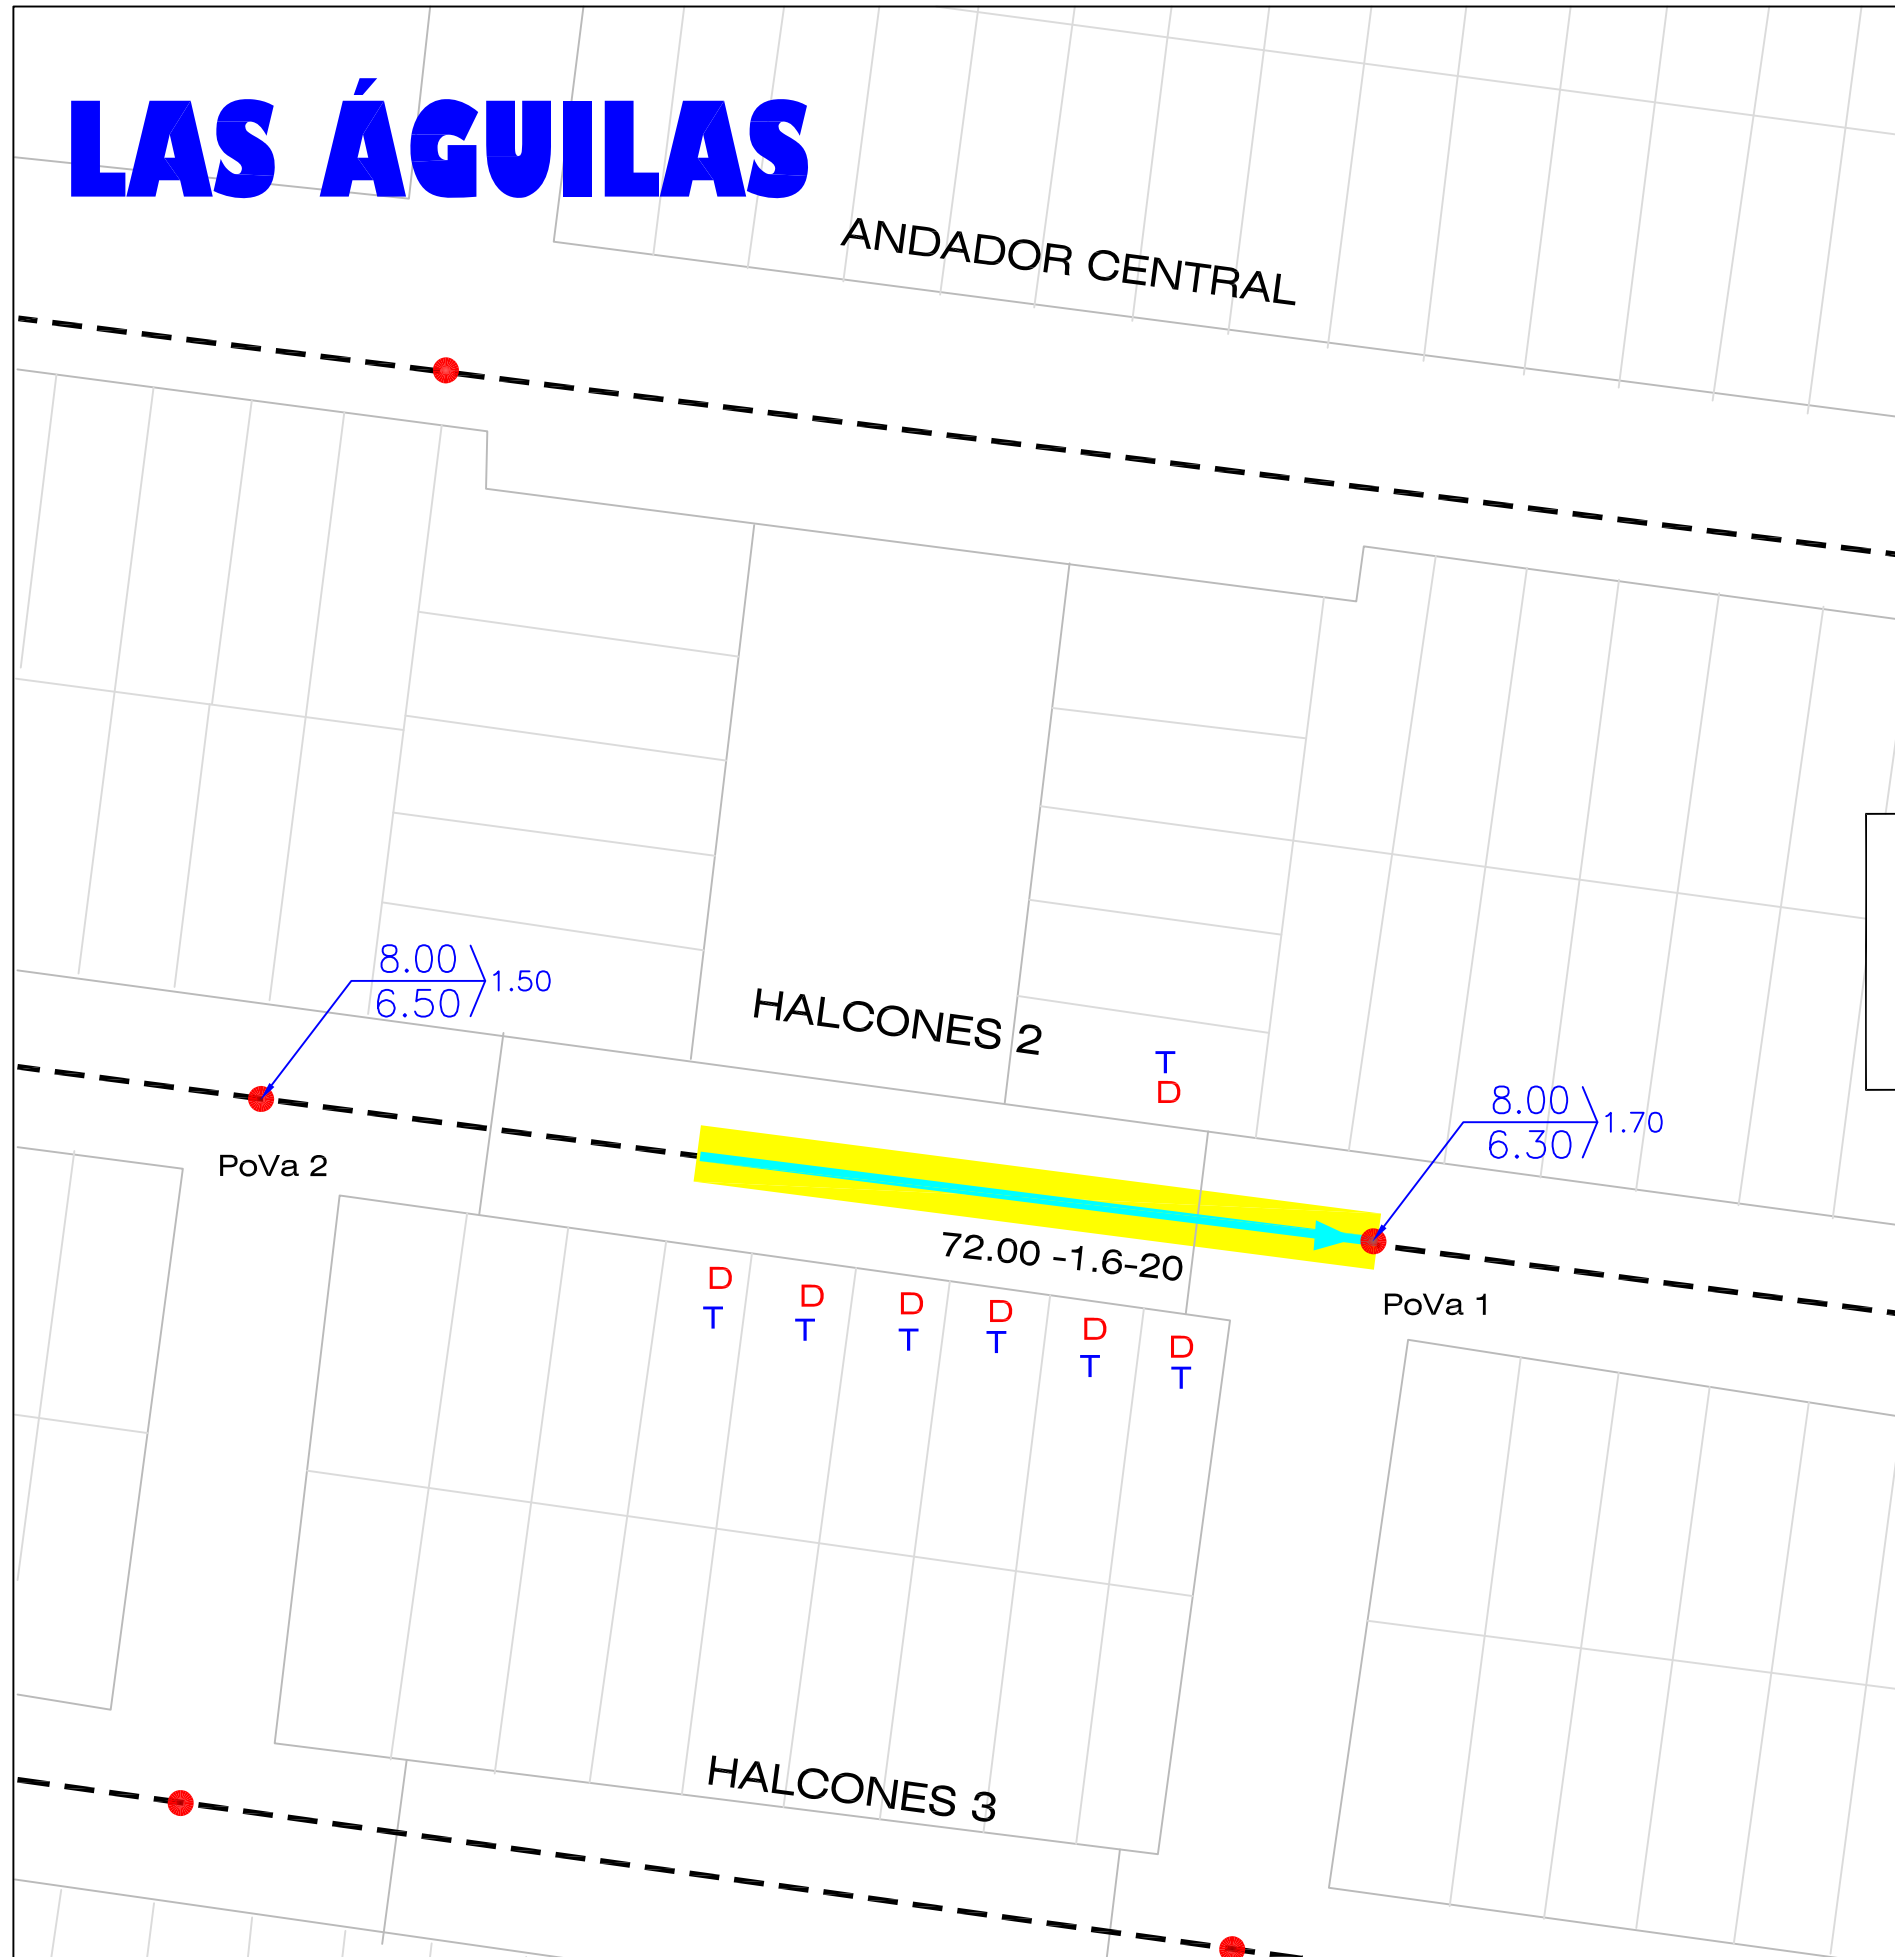 LAS ÁGUILAS
ANDADOR CENTRAL
8.00
6.50
1.50
HALCONES 2
T
D
8.00
6.30
1.70
PoVa 2
72.00 -1.6-20
PoVa 1
D D D D D D
T T T T T T
HALCONES 3